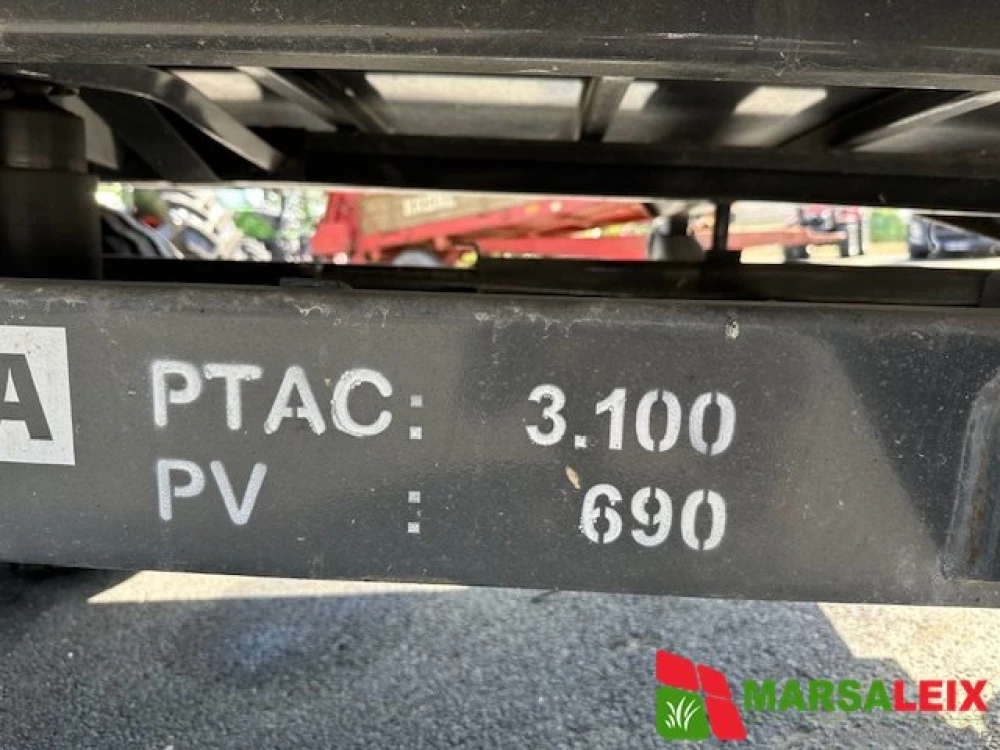 A
PTAC: 3.100
PV : 690
MARSALEIX